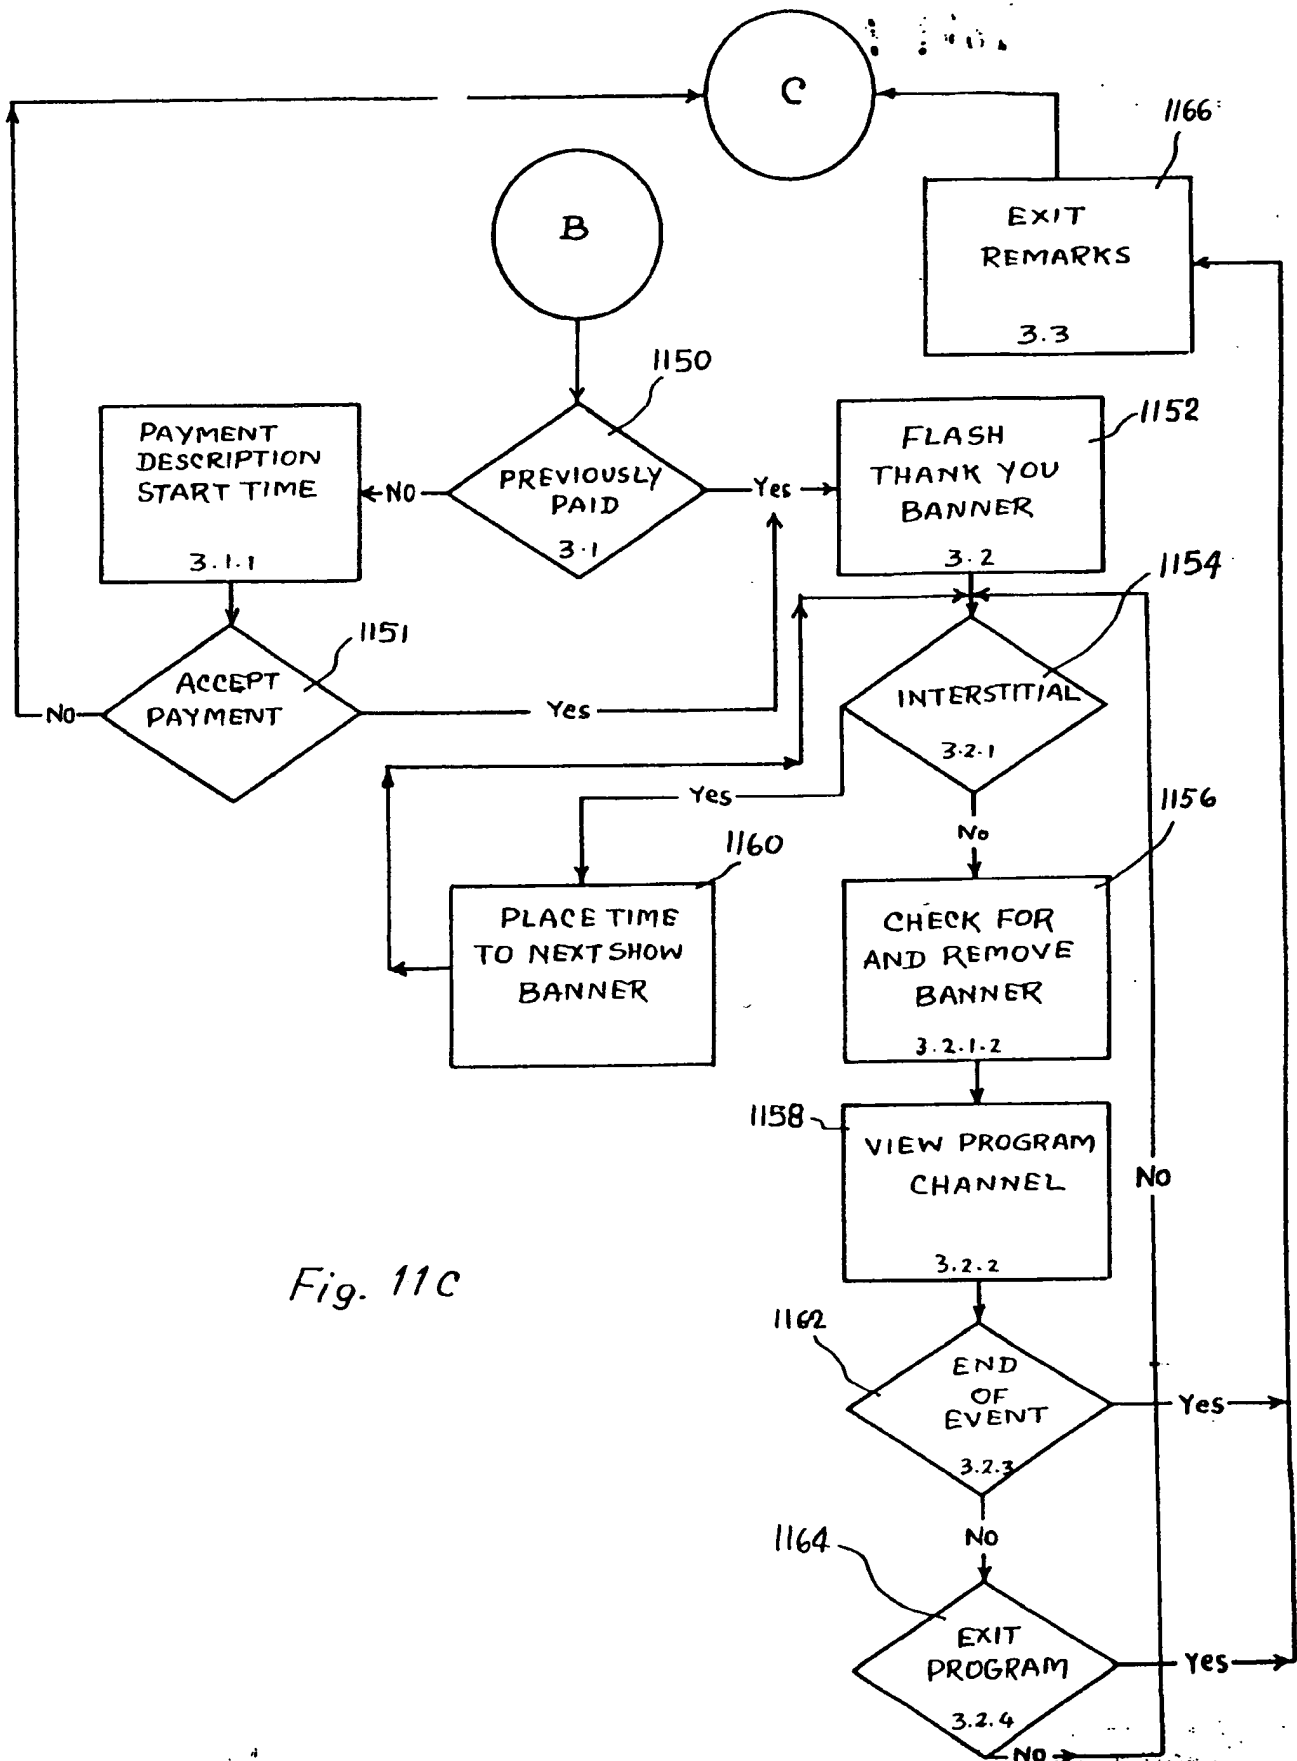 C
1166
EXIT
REMARKS
3.3
B
1150
PREVIOUSLY
PAID
3.1
No
Yes
PAYMENT
DESCRIPTION
START TIME
3.1.1
1151
ACCEPT
PAYMENT
No
Yes
1152
FLASH
THANK YOU
BANNER
3.2
1154
INTERSTITIAL
3.2.1
Yes
No
1160
PLACE TIME
TO NEXT SHOW
BANNER
1156
CHECK FOR
AND REMOVE
BANNER
3.2.1.2
1158
VIEW PROGRAM
CHANNEL
3.2.2
No
1162
END
OF
EVENT
3.2.3
Yes
No
1164
EXIT
PROGRAM
3.2.4
Yes
No
Fig. 11C